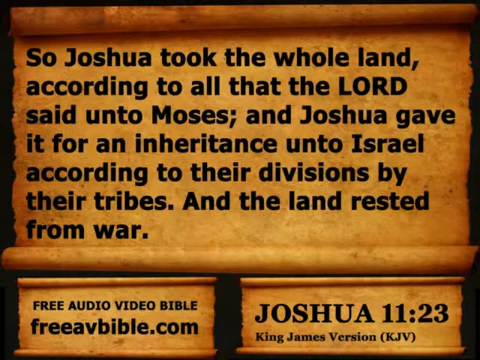 So Joshua took the whole land,
according to all that the LORD
said unto Moses; and Joshua gave
it for an inheritance unto Israel
according to their divisions by
their tribes. And the land rested
from war.
FREE AUDIO VIDEO BIBLE
freeavbible.com
JOSHUA 11:23
King James Version (KJV)